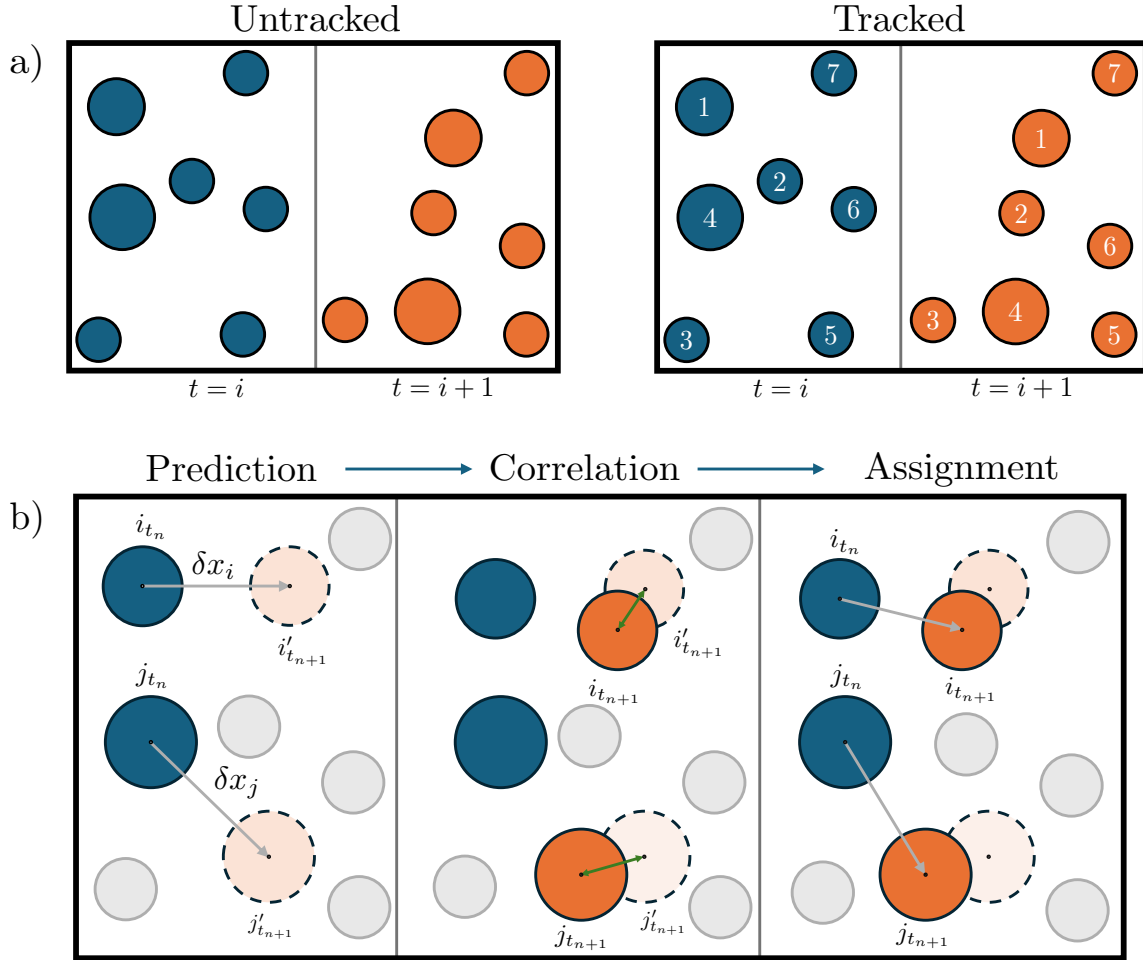 Untracked
Tracked
a)
7
7
1
1
2
2
6
4
6
3
4
3
5
5
t = i
t = i + 1
t = i
t = i + 1
Prediction
Correlation
Assignment
b)
i_{t_n}
δx_i
i'_{t_{n+1}}
j_{t_n}
δx_j
j'_{t_{n+1}}
i'_{t_{n+1}}
i_{t_{n+1}}
j_{t_{n+1}}
j'_{t_{n+1}}
i_{t_n}
i_{t_{n+1}}
j_{t_n}
j_{t_{n+1}}